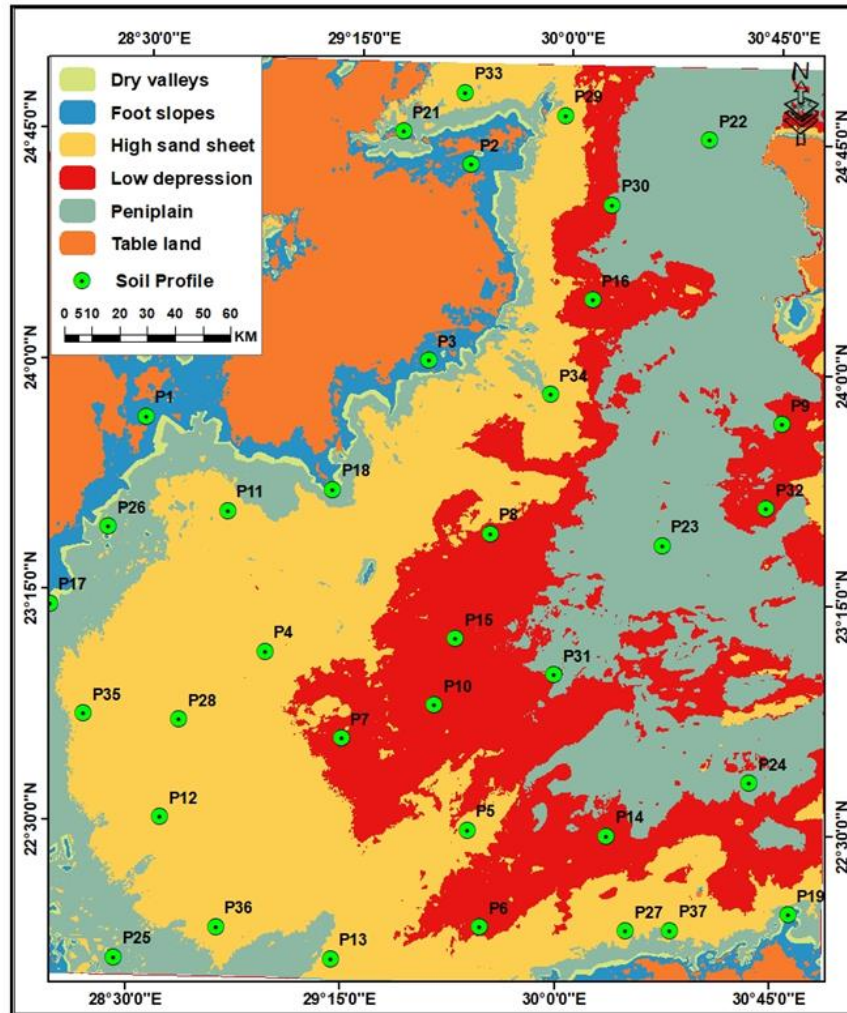 28°30'0"E 29°15'0"E 30°0'0"E 30°45'0"E
Dry valleys
Foot slopes
High sand sheet
Low depression
Peniplain
Table land
Soil Profile
0 5 10 20 30 40 50 60
KM
N
24°45'0"N
24°0'0"N
23°15'0"N
22°30'0"N
24°45'0"N
24°0'0"N
23°15'0"N
22°30'0"N
P33
P29
P21
P22
P2
P30
P16
P3
P34
P1
P9
P18
P11
P32
P26
P8
P23
P17
P15
P4
P31
P10
P35
P28
P7
P24
P12
P5
P14
P19
P36
P6
P27 P37
P25
P13
28°30'0"E 29°15'0"E 30°0'0"E 30°45'0"E